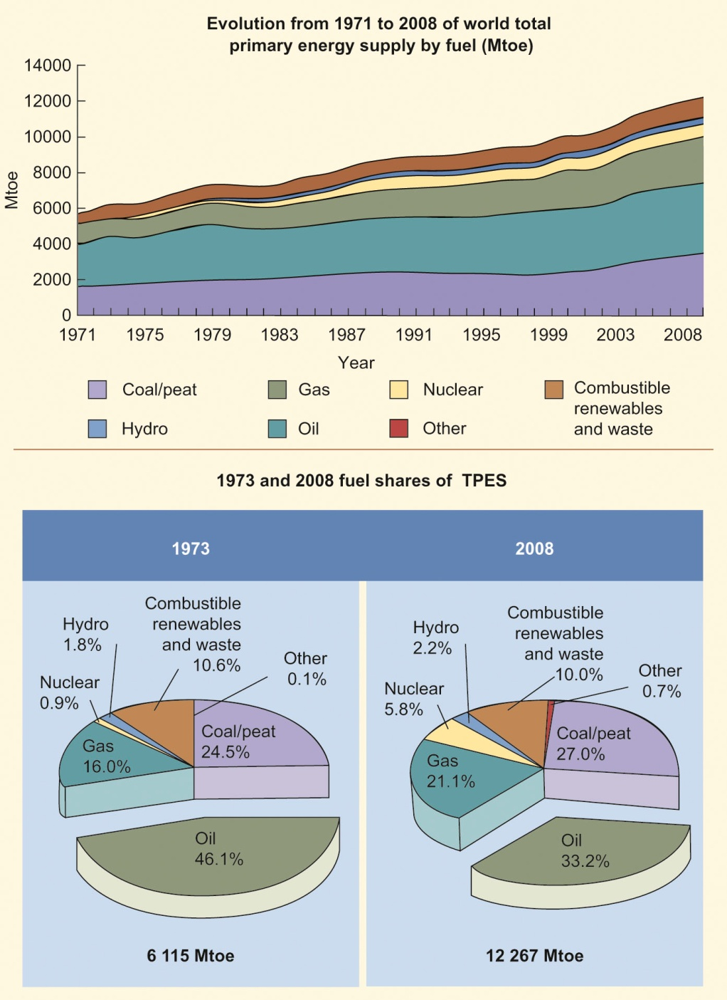 Evolution from 1971 to 2008 of world total
primary energy supply by fuel (Mtoe)
14000
12000
10000
8000
6000
4000
2000
0
Mtoe
1971 1975 1979 1983 1987 1991 1995 1999 2003 2008
Year
Coal/peat
Gas
Nuclear
Combustible
renewables
and waste
Hydro
Oil
Other
1973 and 2008 fuel shares of TPES
1973
Combustible
renewables
and waste
10.6%
Hydro
1.8%
Other
0.1%
Nuclear
0.9%
Coal/peat
24.5%
Gas
16.0%
Oil
46.1%
6 115 Mtoe
2008
Combustible
renewables
and waste
10.0%
Hydro
2.2%
Other
0.7%
Nuclear
5.8%
Coal/peat
27.0%
Gas
21.1%
Oil
33.2%
12 267 Mtoe